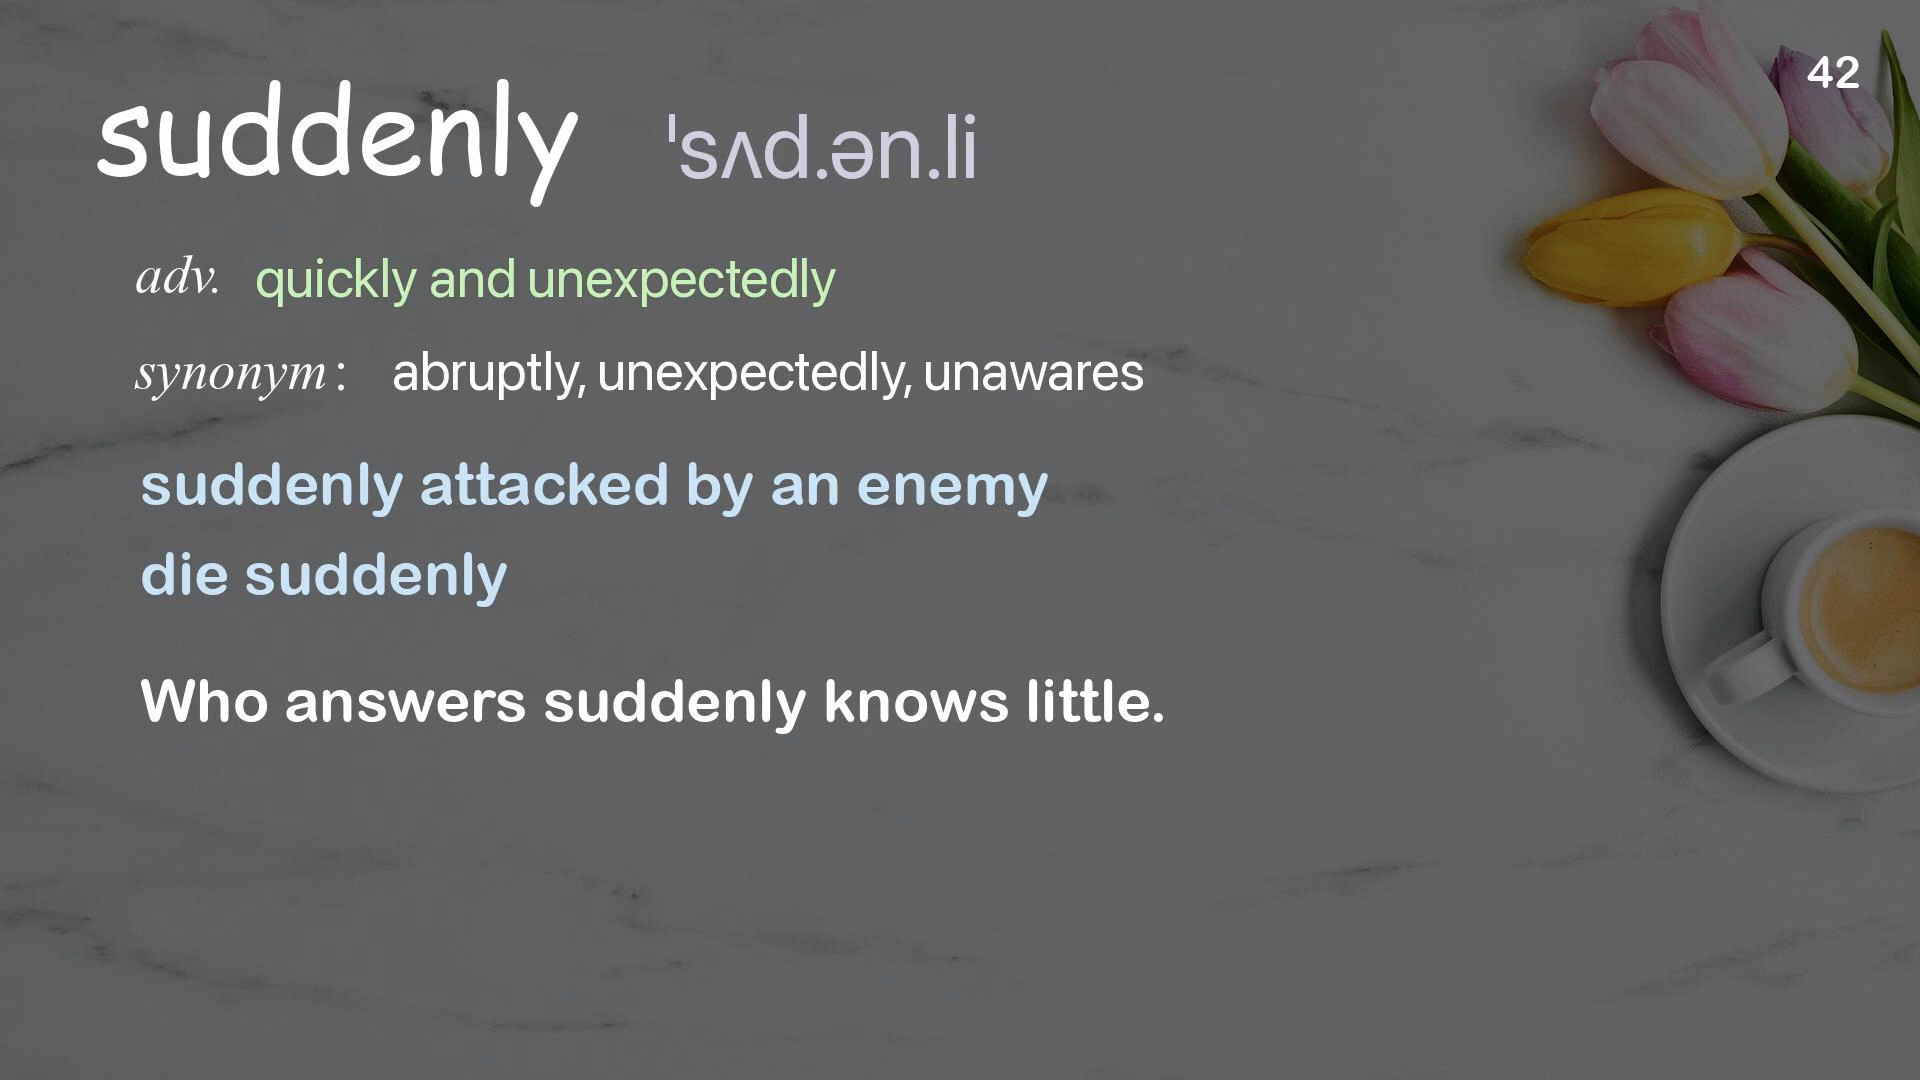 42
suddenly ˈsʌd.ən.li
adv. quickly and unexpectedly
synonym : abruptly, unexpectedly, unawares
suddenly attacked by an enemy
die suddenly
Who answers suddenly knows little.